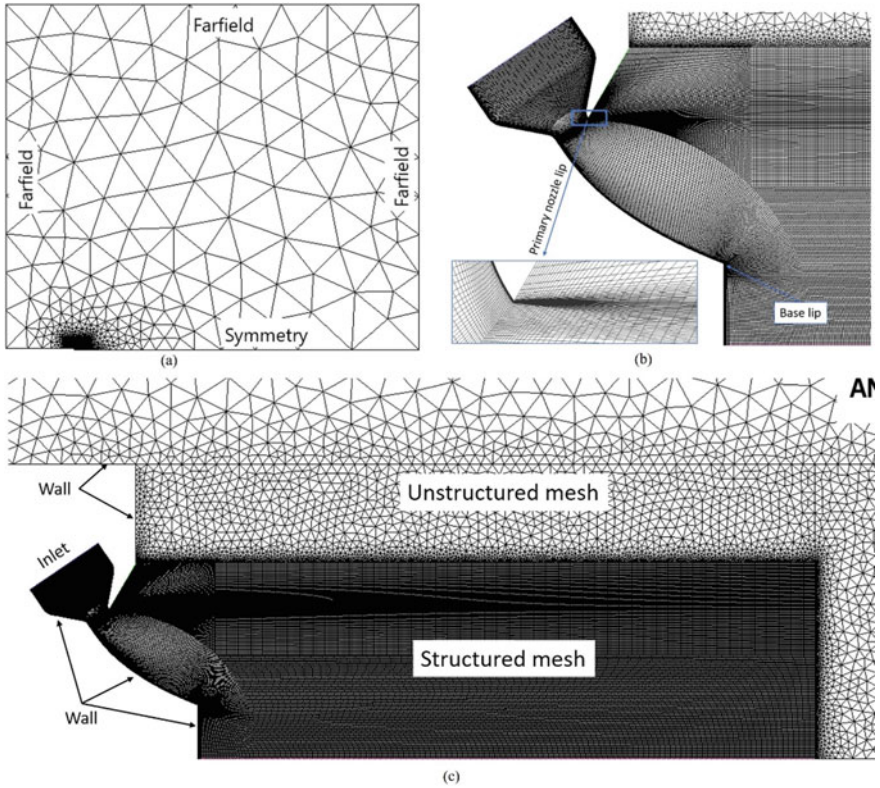 Farfield
Farfield
Farfield
Symmetry
(a)
Primary nozzle lip
Base lip
(b)
AN
Wall
Unstructured mesh
Inlet
Structured mesh
Wall
(c)